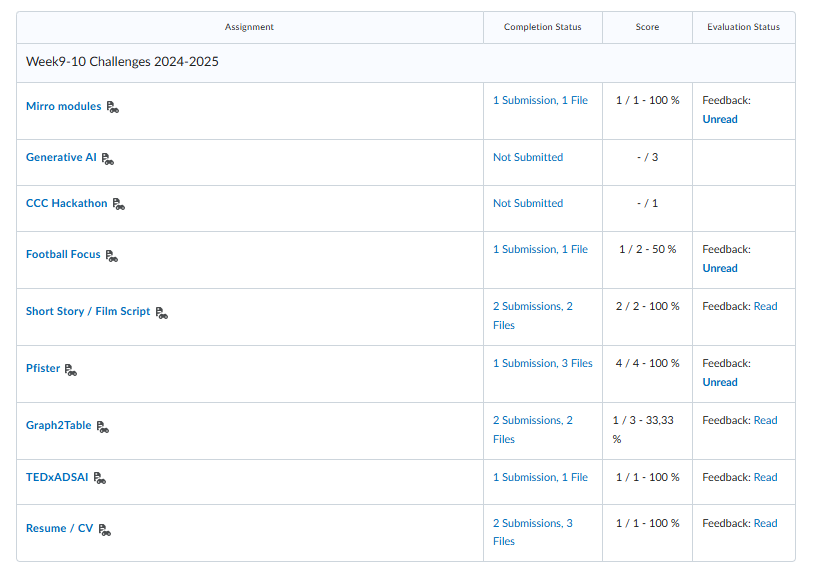 Assignment Completion Status Score Evaluation Status
Week9-10 Challenges 2024-2025
Mirro modules 1 Submission, 1 File 1 / 1 - 100 % Feedback:
Unread
Generative AI Not Submitted - / 3
CCC Hackathon Not Submitted - / 1
Football Focus 1 Submission, 1 File 1 / 2 - 50 % Feedback:
Unread
Short Story / Film Script 2 Submissions, 2 2 / 2 - 100 % Feedback: Read
Files
Pfister 1 Submission, 3 Files 4 / 4 - 100 % Feedback:
Unread
Graph2Table 2 Submissions, 2 1 / 3 - 33,33 Feedback: Read
Files %
TEDxADSAI 1 Submission, 1 File 1 / 1 - 100 % Feedback: Read
Resume / CV 2 Submissions, 3 1 / 1 - 100 % Feedback: Read
Files